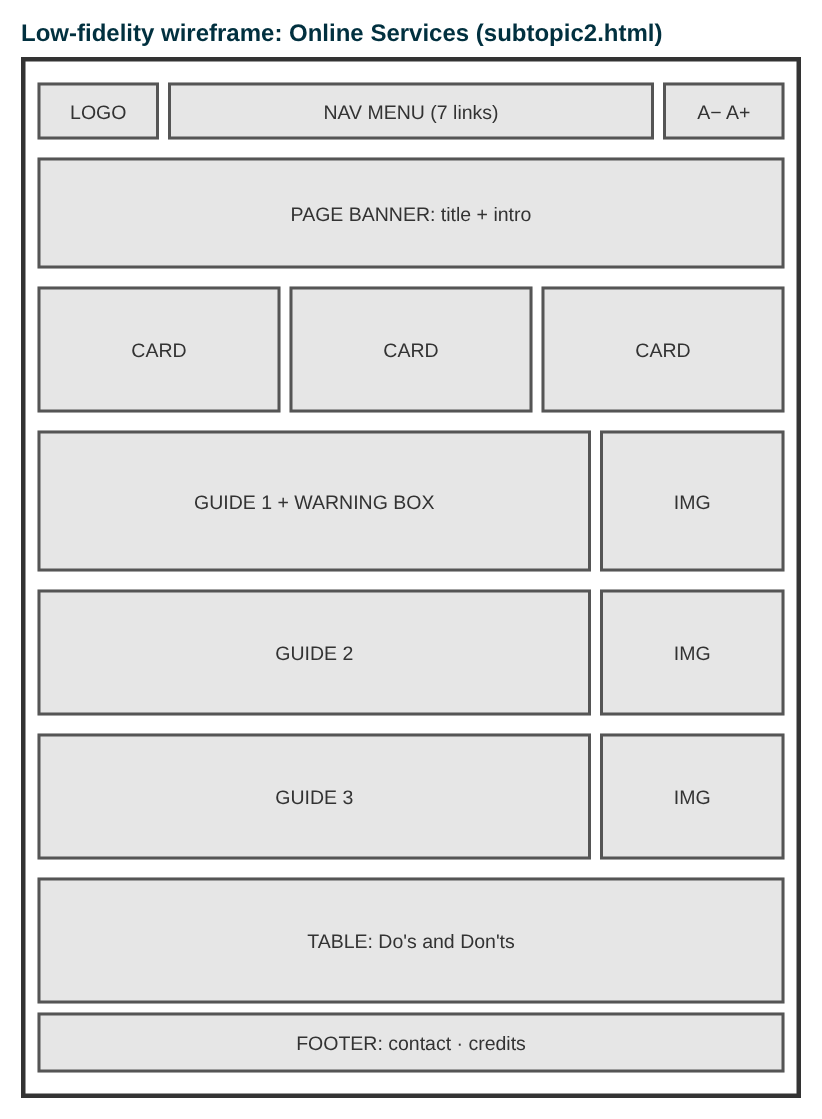 Low-fidelity wireframe: Online Services (subtopic2.html)
LOGO
NAV MENU (7 links)
A− A+
PAGE BANNER: title + intro
CARD
CARD
CARD
GUIDE 1 + WARNING BOX
IMG
GUIDE 2
IMG
GUIDE 3
IMG
TABLE: Do's and Don'ts
FOOTER: contact · credits